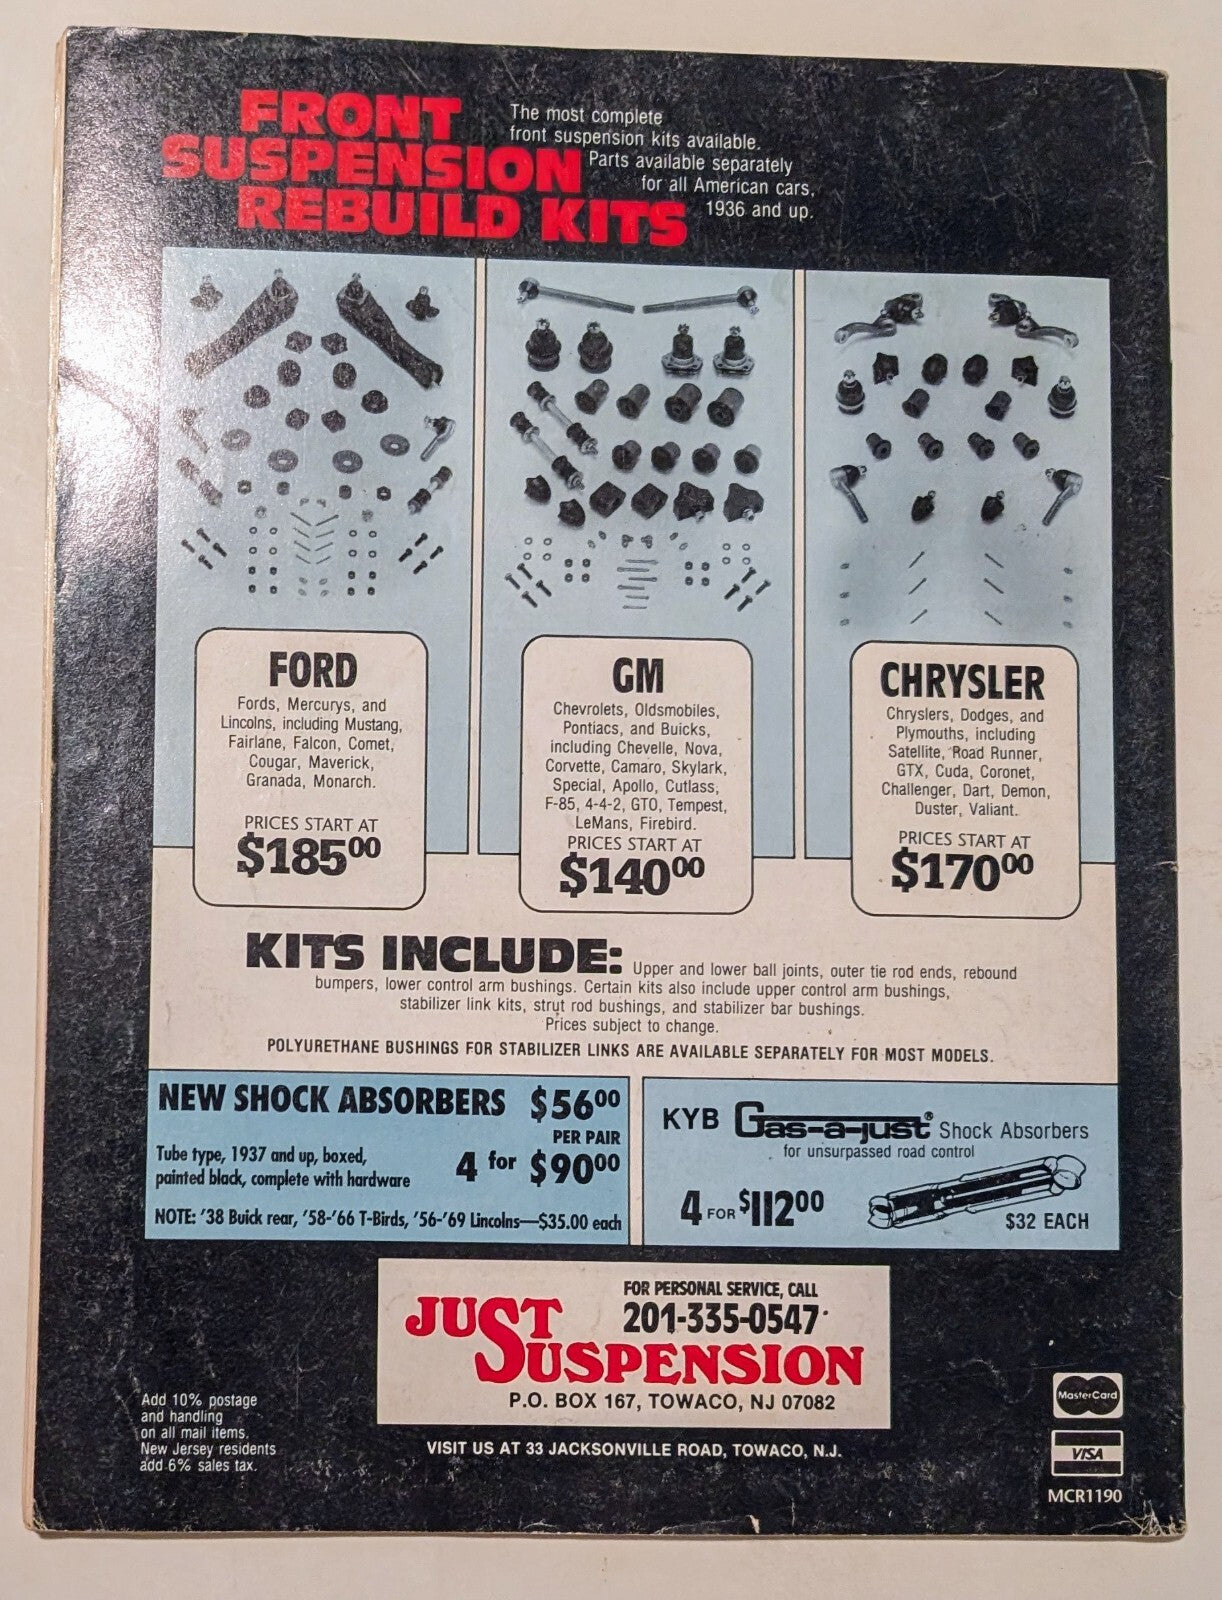 FRONT
SUSPENSION
REBUILD KITS
The most complete
front suspension kits available.
Parts available separately
for all American cars,
1936 and up.
FORD
Fords, Mercurys, and
Lincolns, including Mustang,
Fairlane, Falcon, Comet,
Cougar, Maverick,
Granada, Monarch.
PRICES START AT
$185⁰⁰
GM
Chevrolets, Oldsmobiles,
Pontiacs, and Buicks,
including Chevelle, Nova,
Corvette, Camaro, Skylark,
Special, Apollo, Cutlass,
F-85, 4-4-2, GTO, Tempest,
LeMans, Firebird.
PRICES START AT
$140⁰⁰
CHRYSLER
Chryslers, Dodges, and
Plymouths, including
Satellite, Road Runner,
GTX, Cuda, Coronet,
Challenger, Dart, Demon,
Duster, Valiant.
PRICES START AT
$170⁰⁰
KITS INCLUDE: Upper and lower ball joints, outer tie rod ends, rebound
bumpers, lower control arm bushings. Certain kits also include upper control arm bushings,
stabilizer link kits, strut rod bushings, and stabilizer bar bushings.
Prices subject to change.
POLYURETHANE BUSHINGS FOR STABILIZER LINKS ARE AVAILABLE SEPARATELY FOR MOST MODELS.
NEW SHOCK ABSORBERS $56⁰⁰
PER PAIR
Tube type, 1937 and up, boxed,
painted black, complete with hardware
4 for $90⁰⁰
NOTE: '38 Buick rear, '58-'66 T-Birds, '56-'69 Lincolns—$35.00 each
KYB Gas-a-just® Shock Absorbers
for unsurpassed road control
4 FOR $112⁰⁰
$32 EACH
FOR PERSONAL SERVICE, CALL
201-335-0547
JUST SUSPENSION
P.O. BOX 167, TOWACO, NJ 07082
VISIT US AT 33 JACKSONVILLE ROAD, TOWACO, N.J.
Add 10% postage
and handling
on all mail items.
New Jersey residents
add 6% sales tax.
MasterCard
VISA
MCR1190